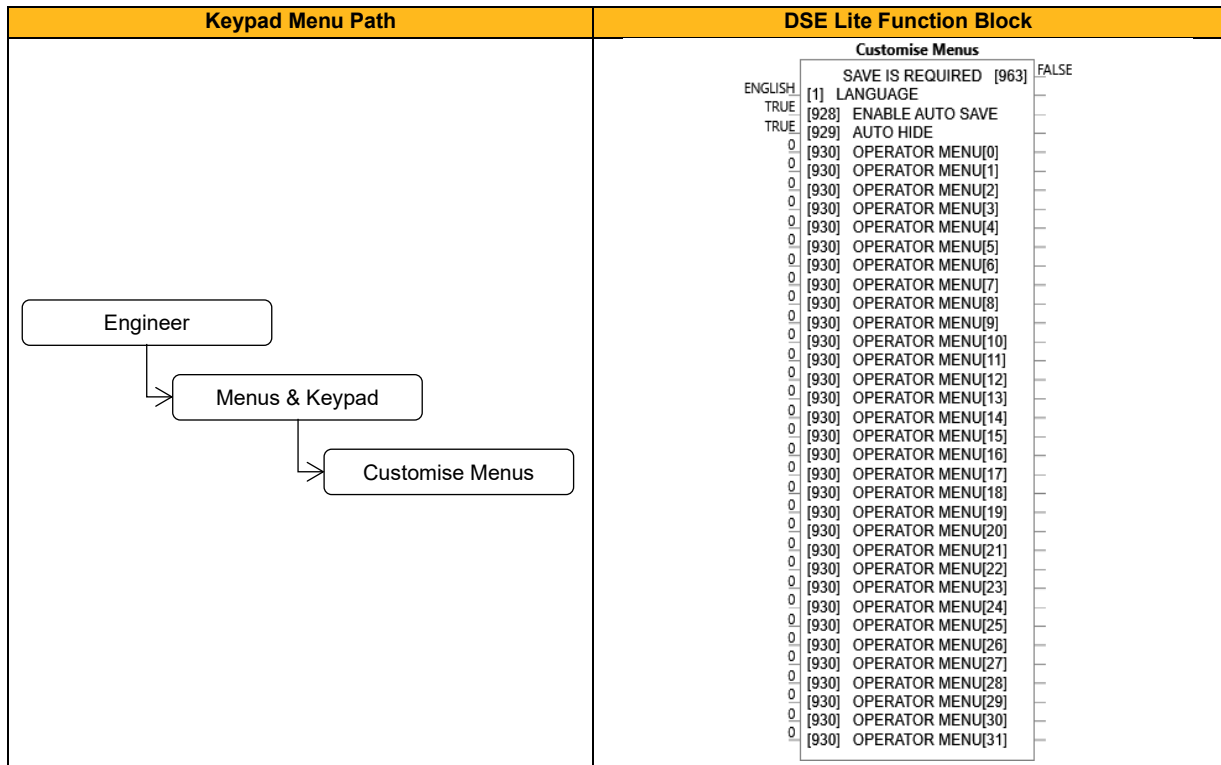 Keypad Menu Path
DSE Lite Function Block
Engineer
Menus & Keypad
Customise Menus
Customise Menus
SAVE IS REQUIRED [963] FALSE
ENGLISH [1] LANGUAGE
TRUE [928] ENABLE AUTO SAVE
TRUE [929] AUTO HIDE
0 [930] OPERATOR MENU[0]
0 [930] OPERATOR MENU[1]
0 [930] OPERATOR MENU[2]
0 [930] OPERATOR MENU[3]
0 [930] OPERATOR MENU[4]
0 [930] OPERATOR MENU[5]
0 [930] OPERATOR MENU[6]
0 [930] OPERATOR MENU[7]
0 [930] OPERATOR MENU[8]
0 [930] OPERATOR MENU[9]
0 [930] OPERATOR MENU[10]
0 [930] OPERATOR MENU[11]
0 [930] OPERATOR MENU[12]
0 [930] OPERATOR MENU[13]
0 [930] OPERATOR MENU[14]
0 [930] OPERATOR MENU[15]
0 [930] OPERATOR MENU[16]
0 [930] OPERATOR MENU[17]
0 [930] OPERATOR MENU[18]
0 [930] OPERATOR MENU[19]
0 [930] OPERATOR MENU[20]
0 [930] OPERATOR MENU[21]
0 [930] OPERATOR MENU[22]
0 [930] OPERATOR MENU[23]
0 [930] OPERATOR MENU[24]
0 [930] OPERATOR MENU[25]
0 [930] OPERATOR MENU[26]
0 [930] OPERATOR MENU[27]
0 [930] OPERATOR MENU[28]
0 [930] OPERATOR MENU[29]
0 [930] OPERATOR MENU[30]
0 [930] OPERATOR MENU[31]